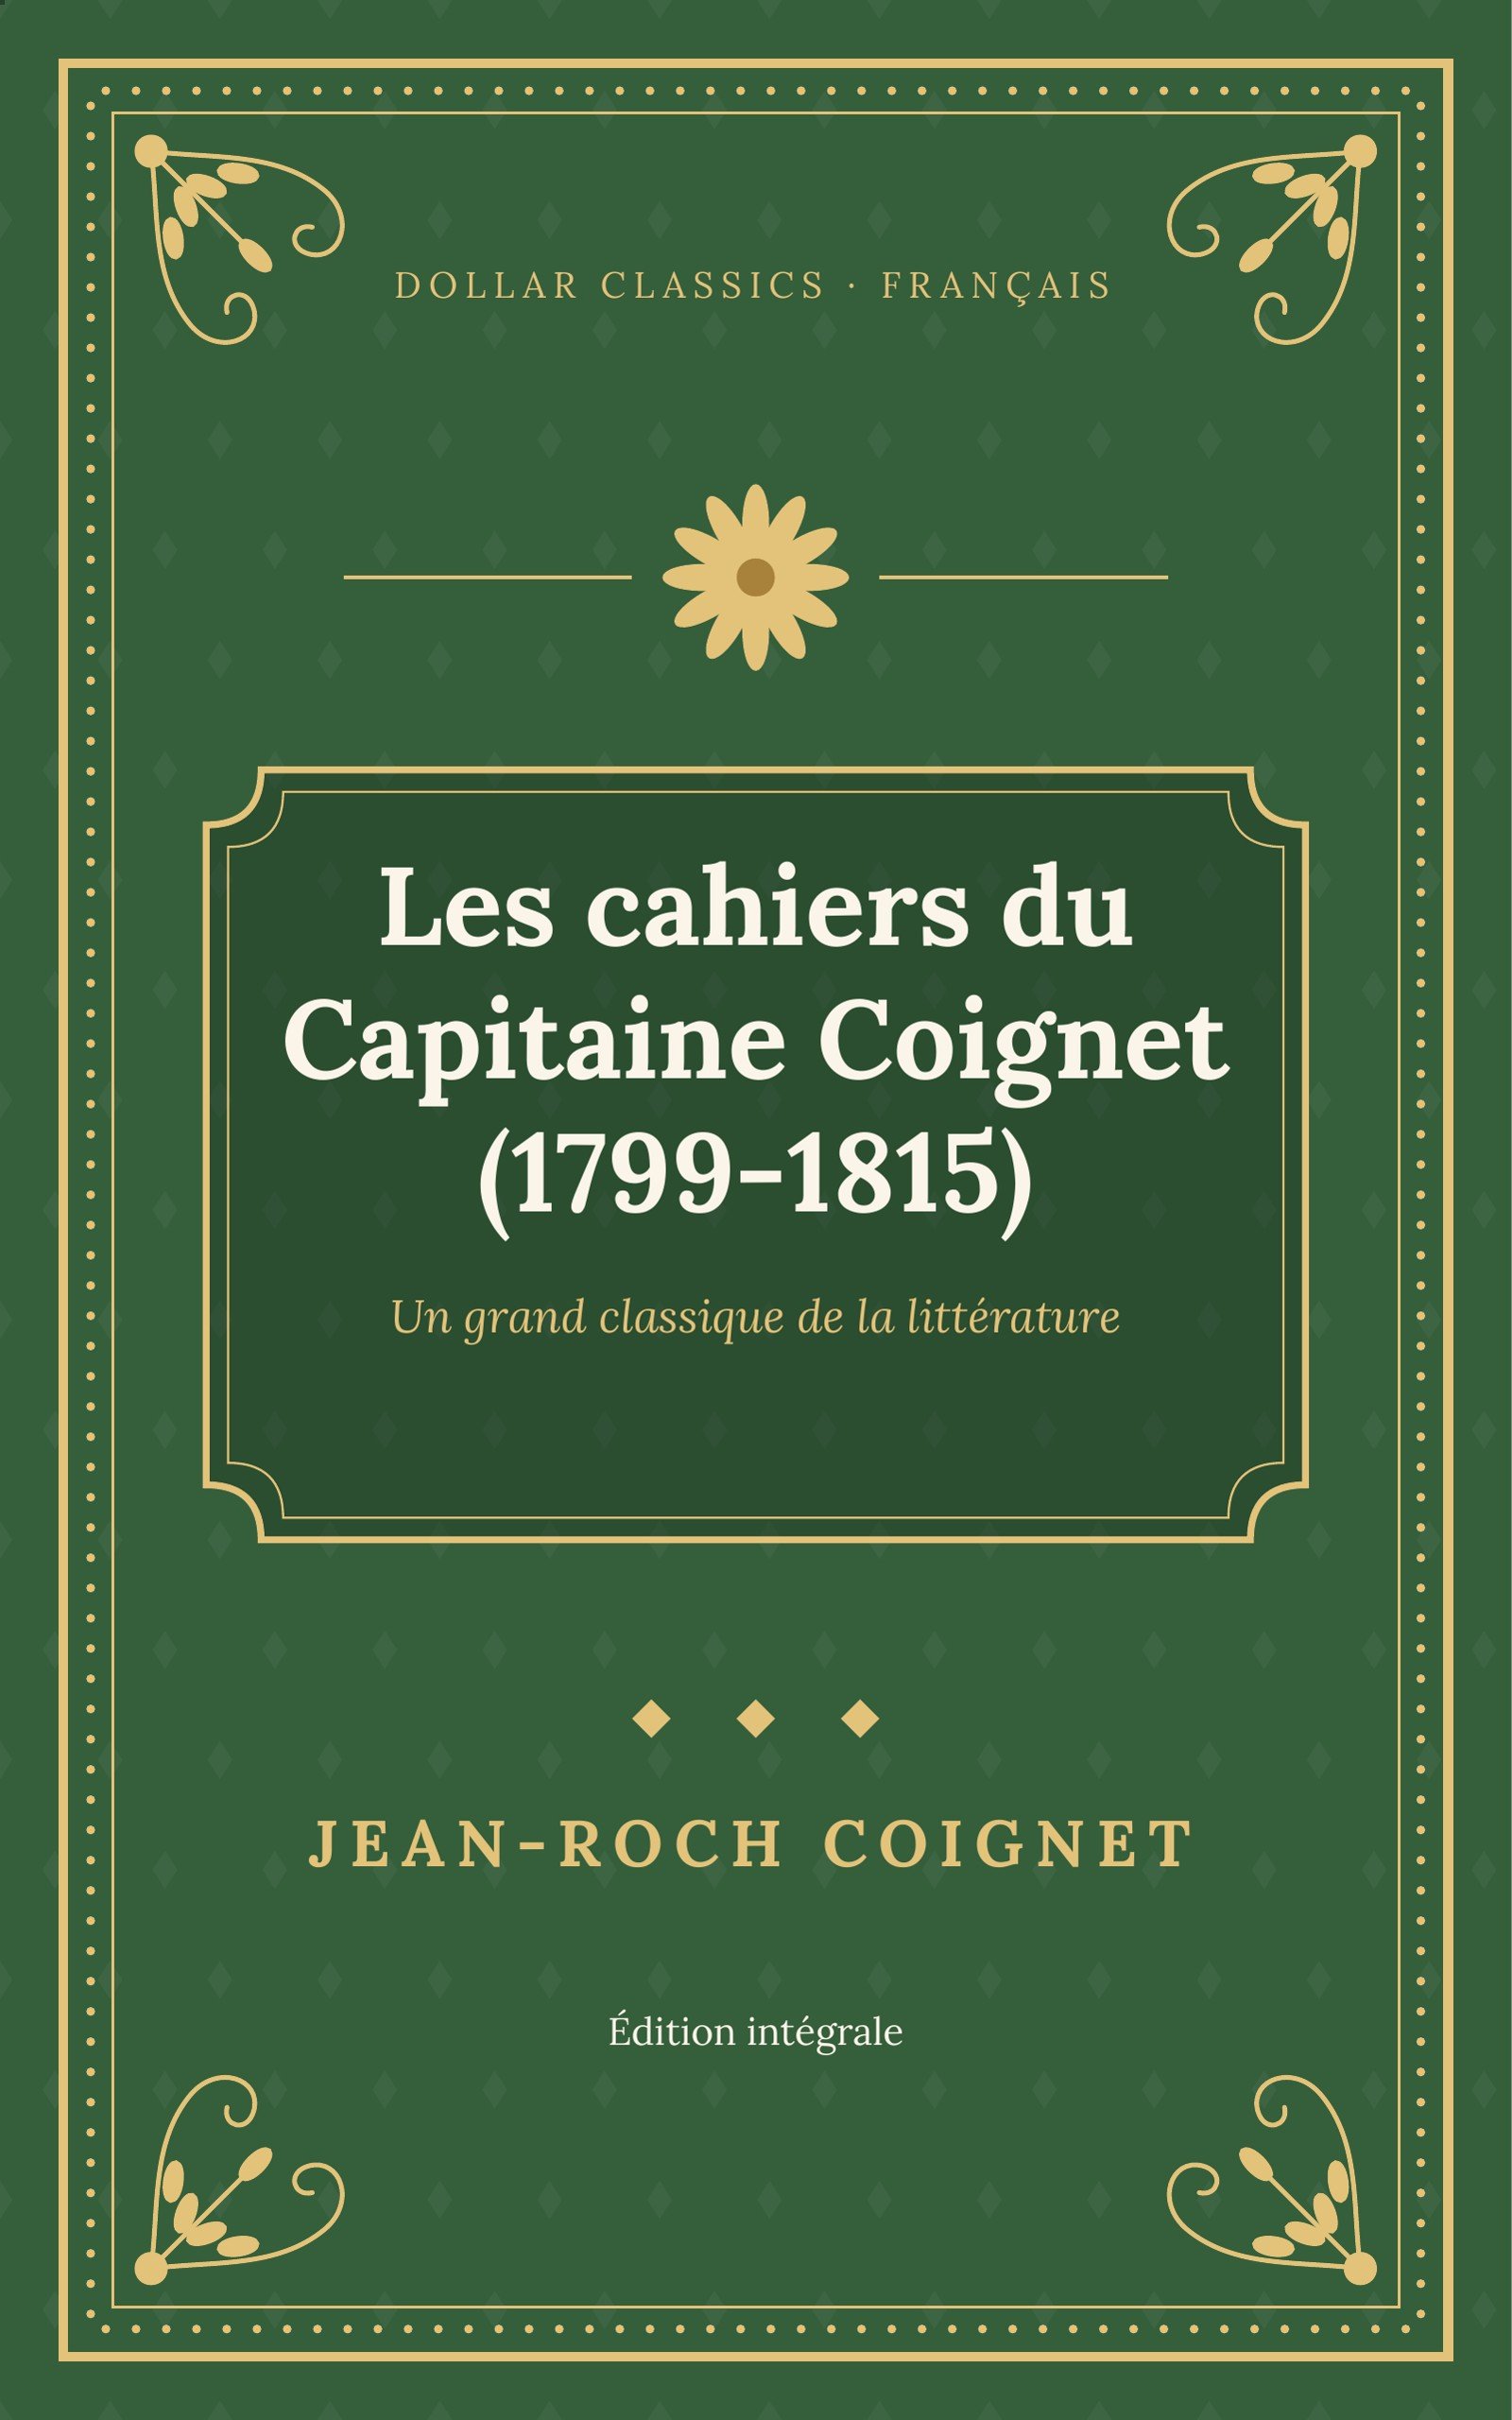 DOLLAR CLASSICS · FRANÇAIS
Les cahiers du
Capitaine Coignet
(1799-1815)
Un grand classique de la littérature
JEAN-ROCH COIGNET
Édition intégrale